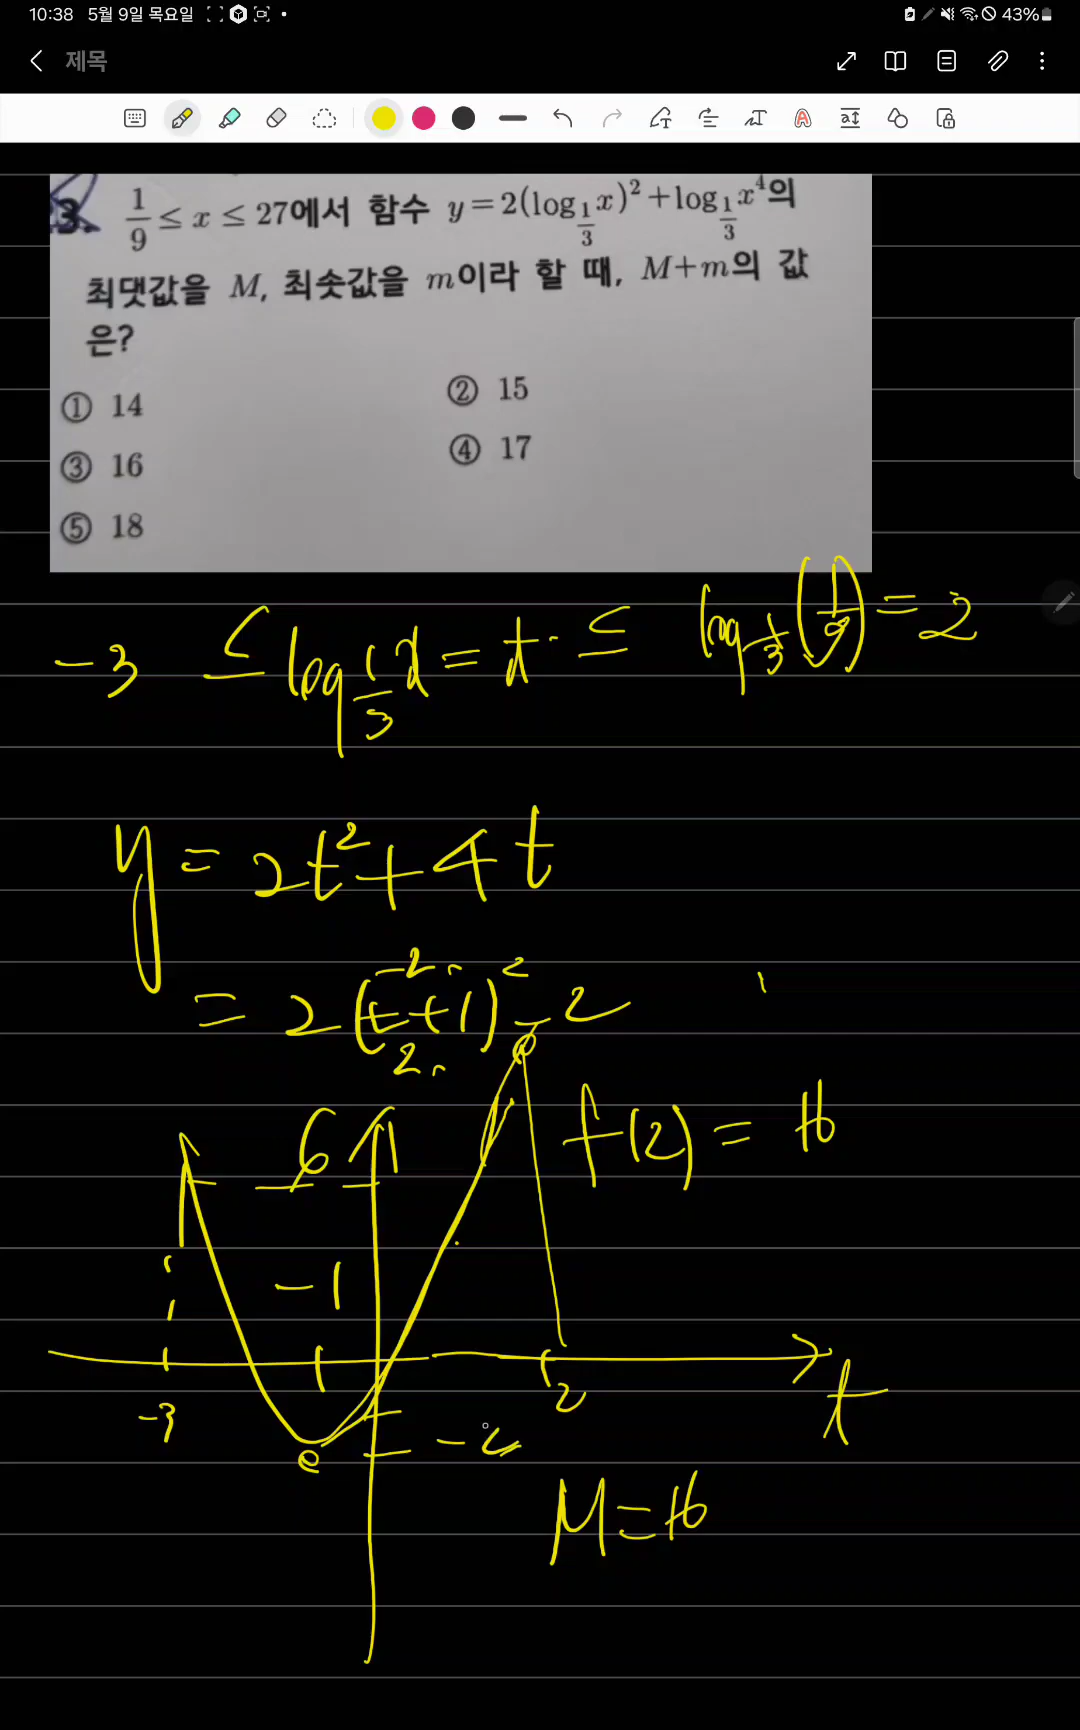 10:38 5월 9일 목요일 43%
제목
3. 1/9 ≤ x ≤ 27에서 함수 y=2(log_{1/3}x)²+log_{1/3}x⁴의
최댓값을 M, 최솟값을 m이라 할 때, M+m의 값
은?
① 14 ② 15
③ 16 ④ 17
⑤ 18
-3 ≤ log_{1/3}x = t ≤ log_{1/3}(1/9) = 2
y = 2t² + 4t
= 2(t+1)² - 2
-2
2
6
f(2) = 16
-1
-3
2
t
-2
M=16